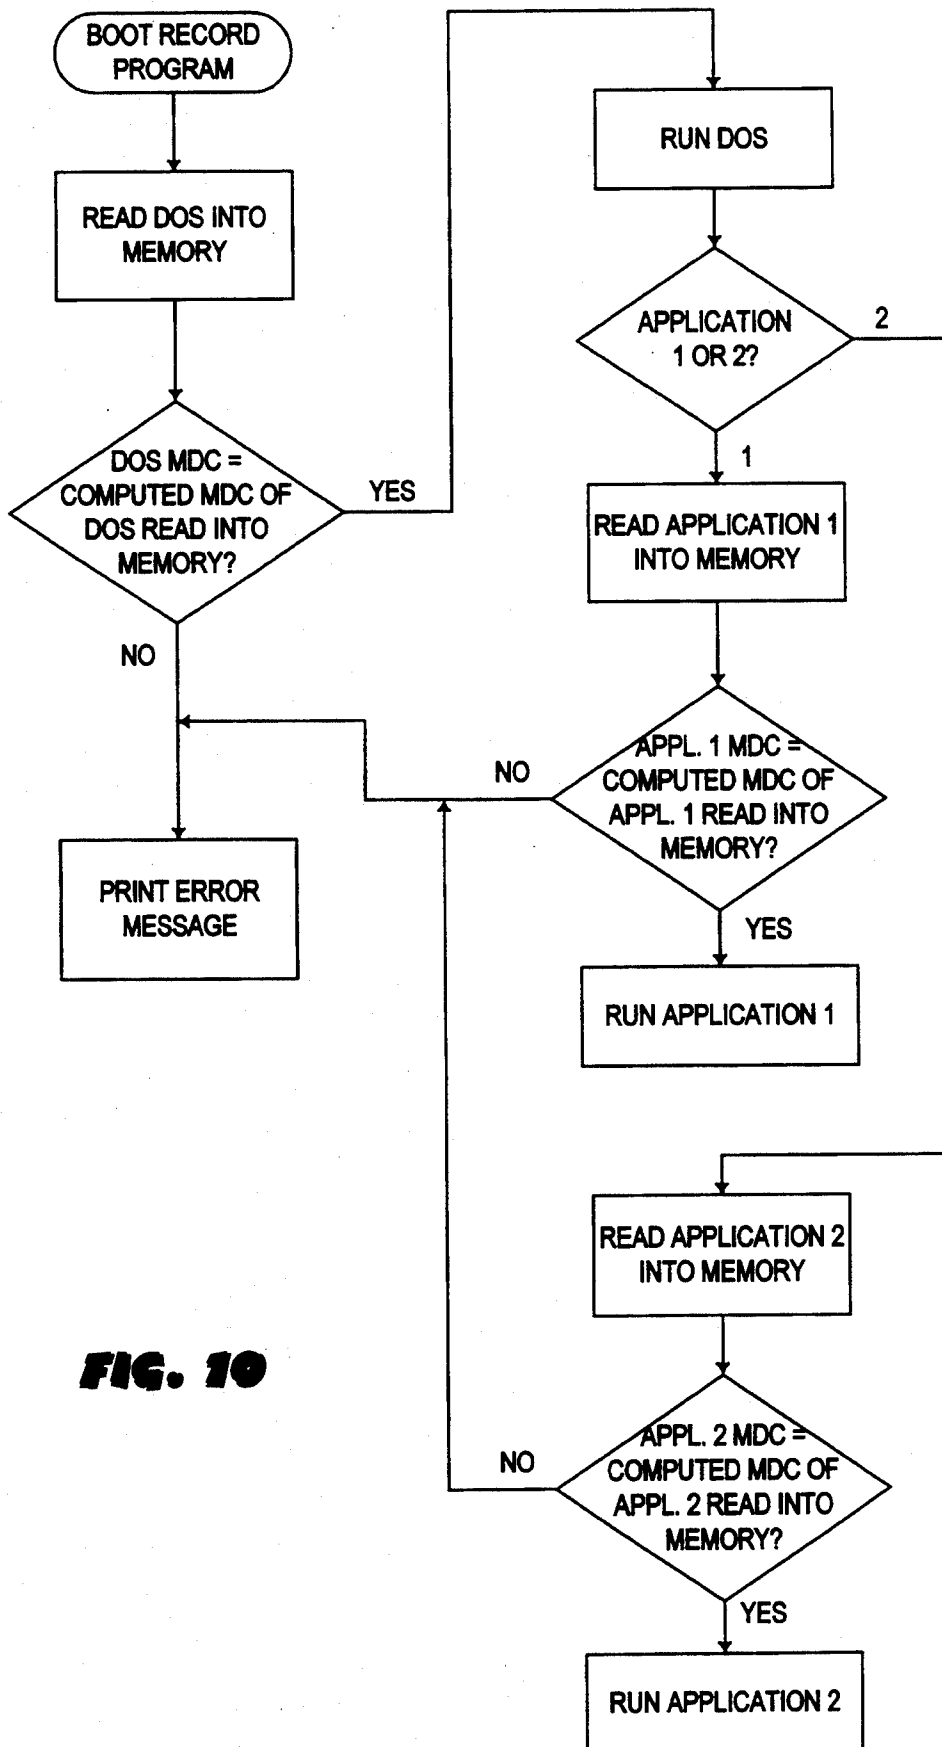 BOOT RECORD
PROGRAM
READ DOS INTO
MEMORY
DOS MDC =
COMPUTED MDC OF
DOS READ INTO
MEMORY?
YES
NO
PRINT ERROR
MESSAGE
RUN DOS
APPLICATION
1 OR 2?
2
1
READ APPLICATION 1
INTO MEMORY
APPL. 1 MDC =
COMPUTED MDC OF
APPL. 1 READ INTO
MEMORY?
NO
YES
RUN APPLICATION 1
READ APPLICATION 2
INTO MEMORY
APPL. 2 MDC =
COMPUTED MDC OF
APPL. 2 READ INTO
MEMORY?
NO
YES
RUN APPLICATION 2
FIG. 10